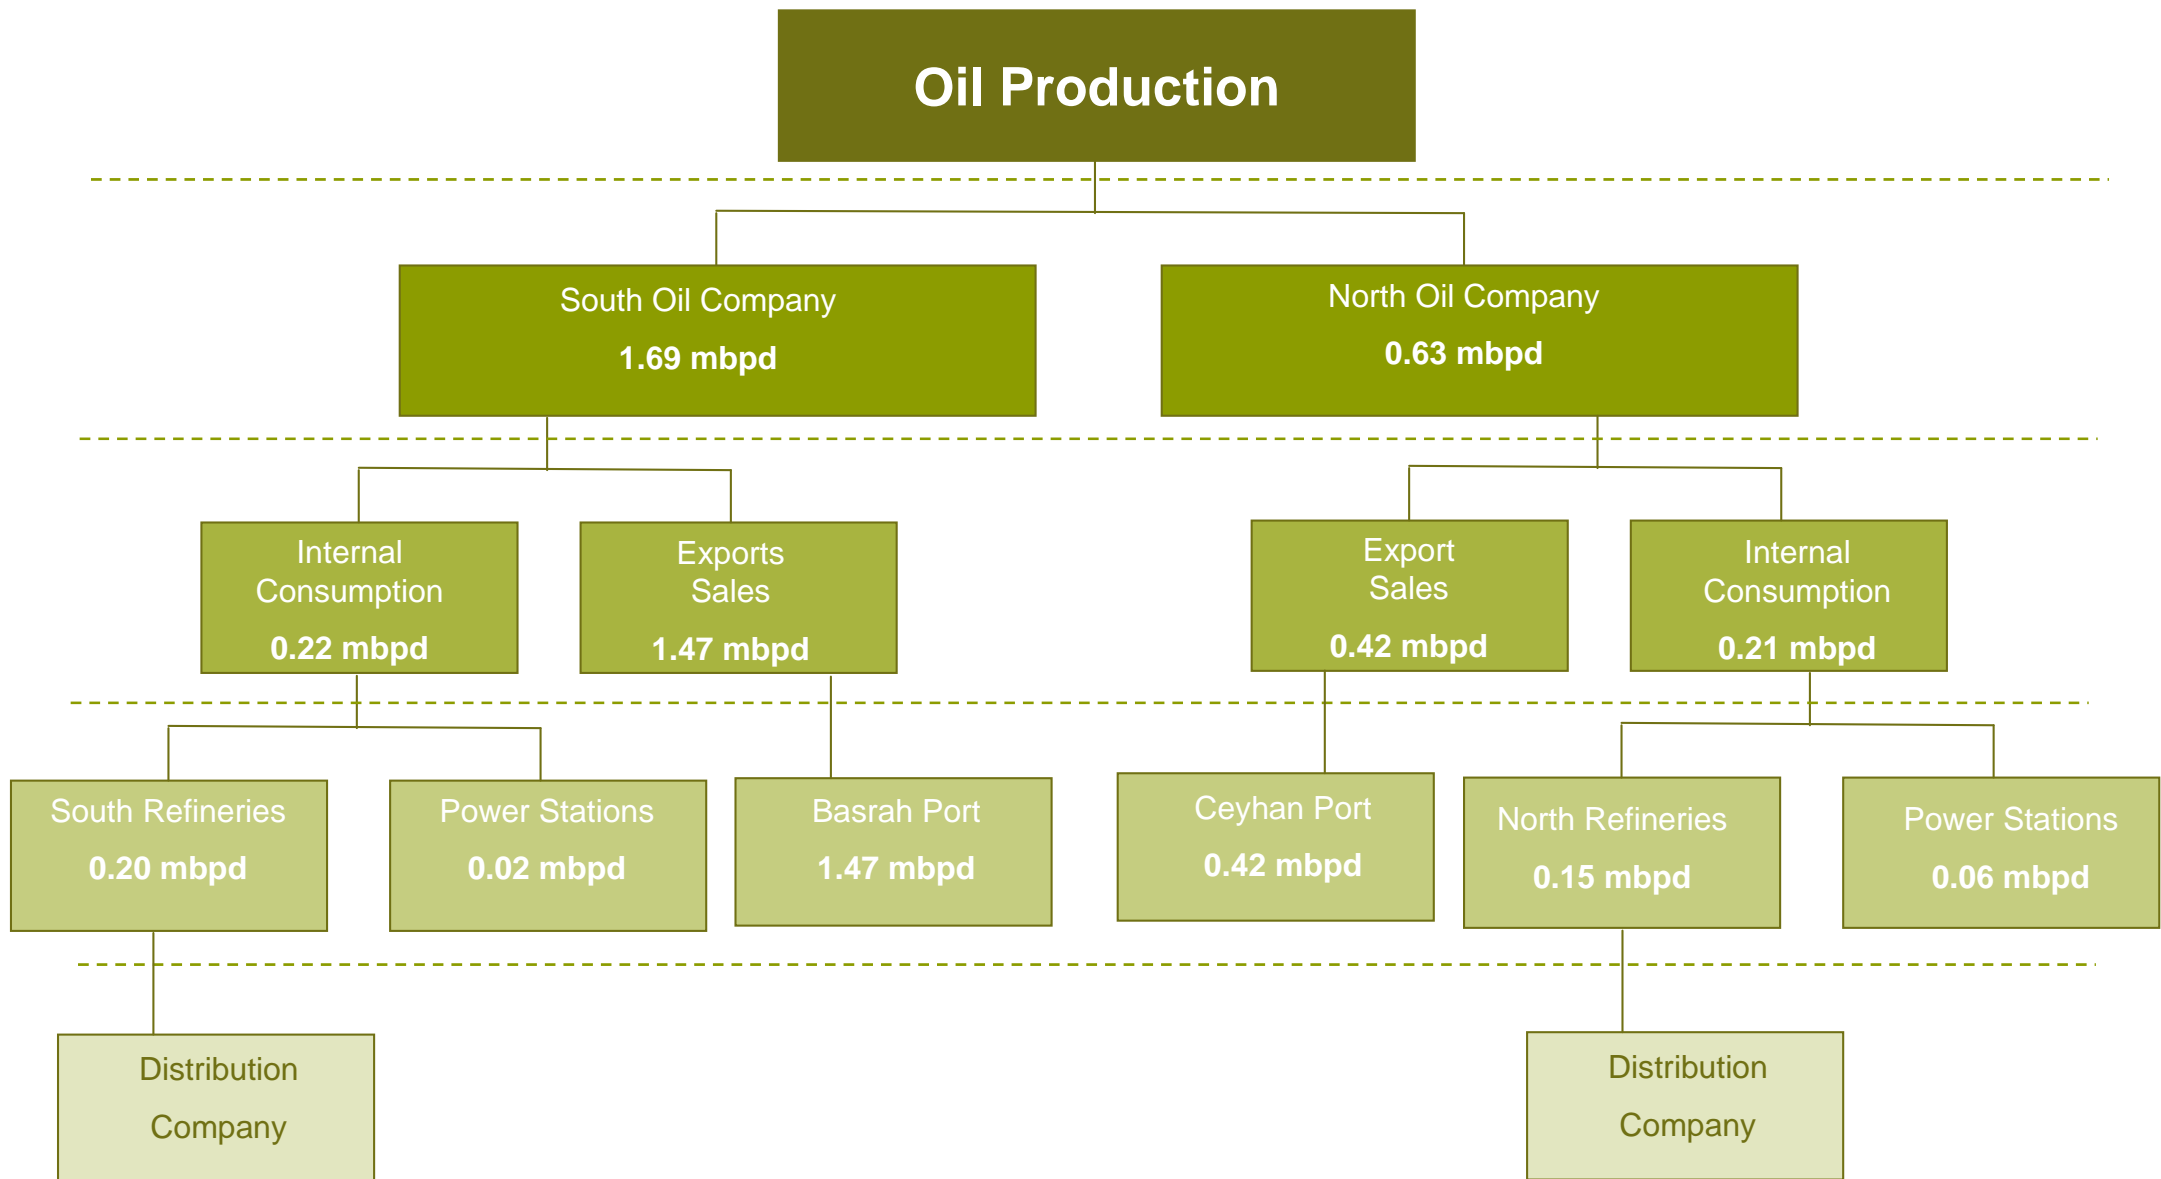 Oil Production
South Oil Company
1.69 mbpd
North Oil Company
0.63 mbpd
Internal
Consumption
0.22 mbpd
Exports
Sales
1.47 mbpd
Export
Sales
0.42 mbpd
Internal
Consumption
0.21 mbpd
South Refineries
0.20 mbpd
Power Stations
0.02 mbpd
Basrah Port
1.47 mbpd
Ceyhan Port
0.42 mbpd
North Refineries
0.15 mbpd
Power Stations
0.06 mbpd
Distribution
Company
Distribution
Company